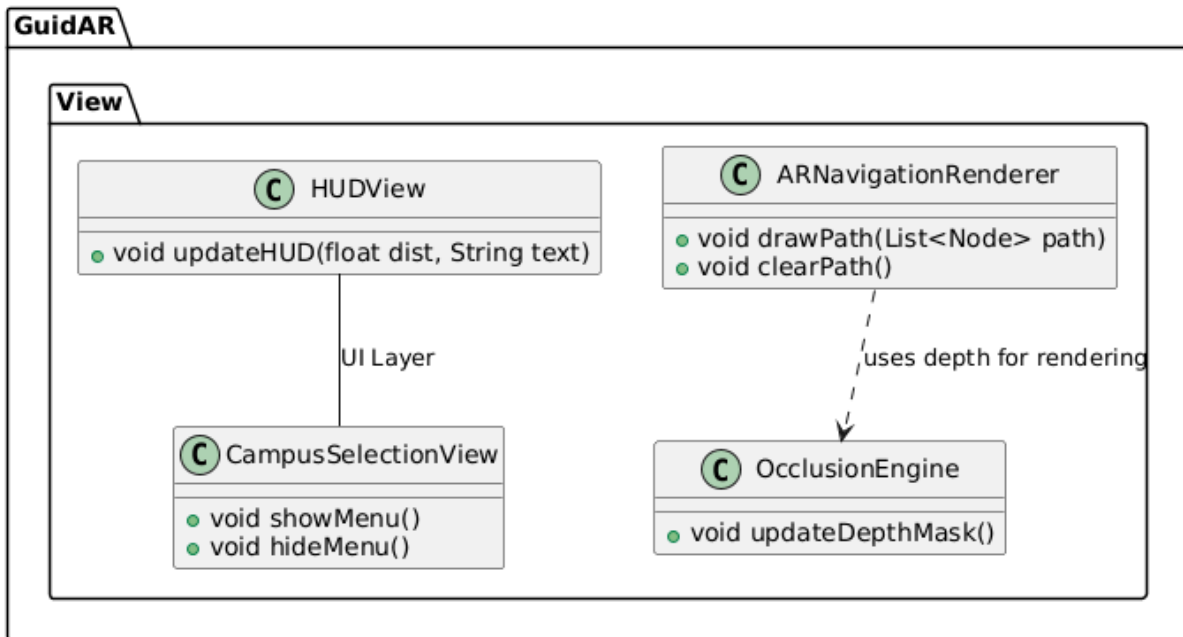 GuidAR
View
C HUDView
void updateHUD(float dist, String text)
C ARNavigationRenderer
void drawPath(List<Node> path)
void clearPath()
UI Layer
uses depth for rendering
C CampusSelectionView
void showMenu()
void hideMenu()
C OcclusionEngine
void updateDepthMask()